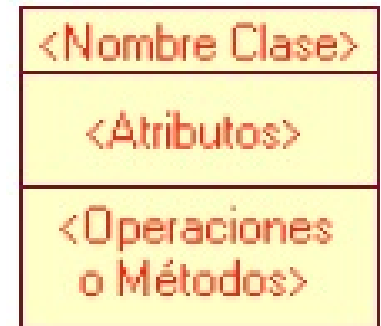 <Nombre Clase>
<Atributos>
<Operaciones
o Métodos>